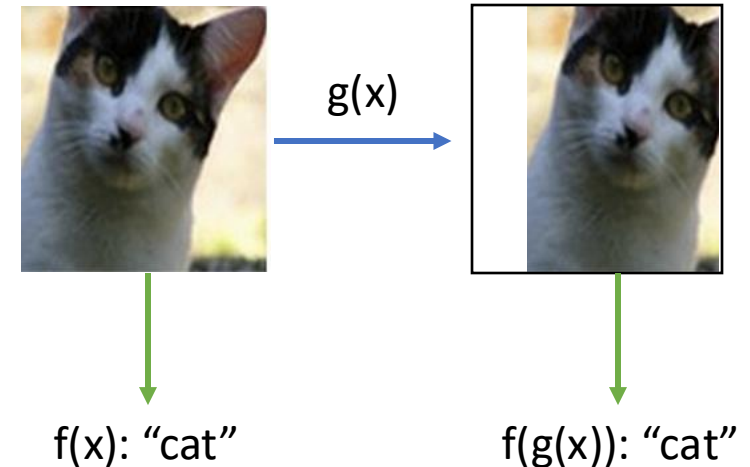 g(x)
f(x): “cat”
f(g(x)): “cat”